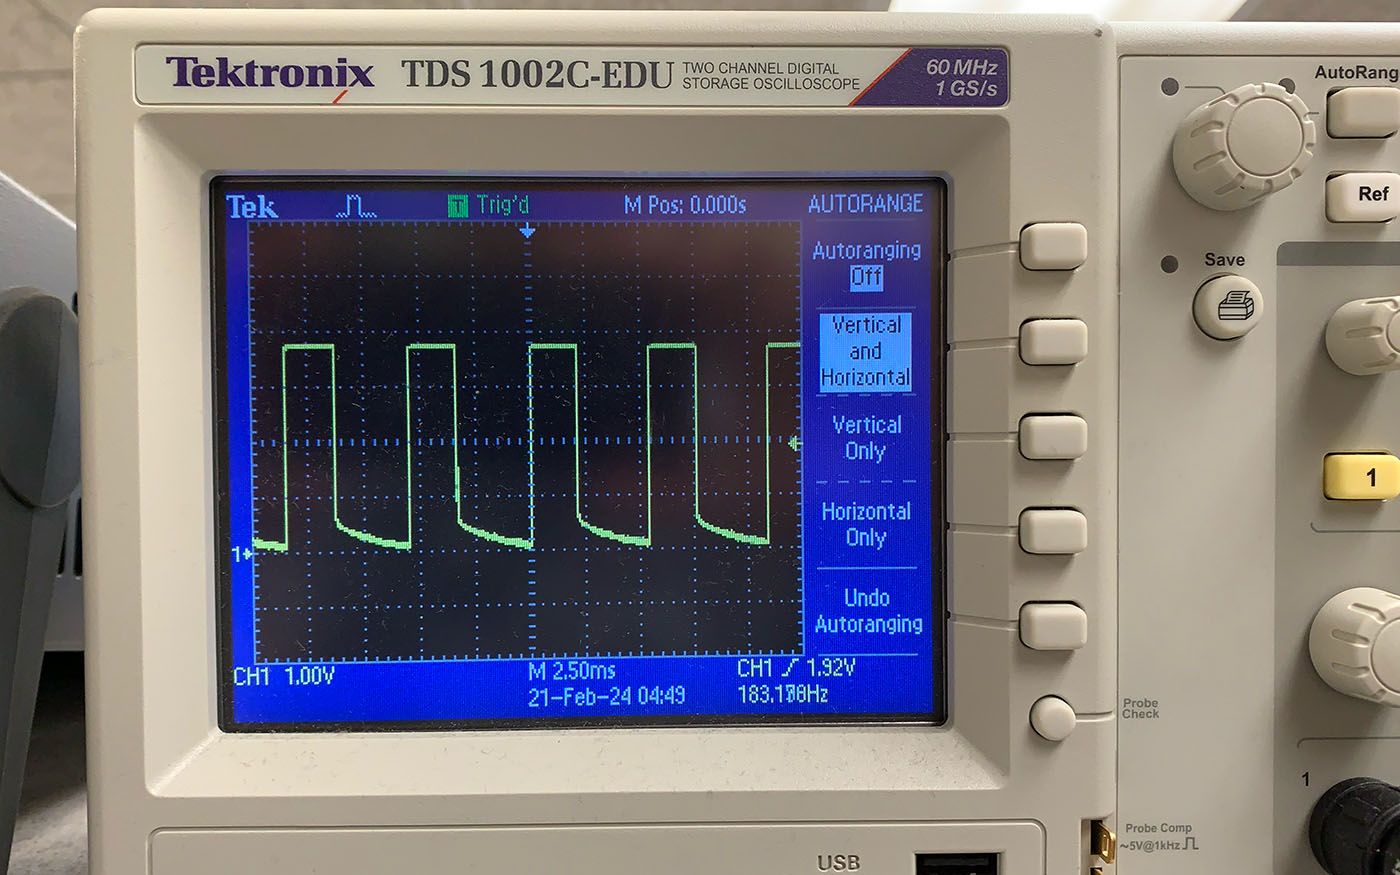 Tektronix TDS 1002C-EDU TWO CHANNEL DIGITAL
STORAGE OSCILLOSCOPE
60 MHz
1 GS/s
Tek T Trig'd M Pos: 0.000s AUTORANGE
Autoranging
Off
Vertical
and
Horizontal
Vertical
Only
Horizontal
Only
Undo
Autoranging
1
CH1 1.00V M 2.50ms CH1 1.92V
21-Feb-24 04:49
AutoRang
Ref
Save
1
Probe
Check
1
Probe Comp
~5V@1kHz
USB